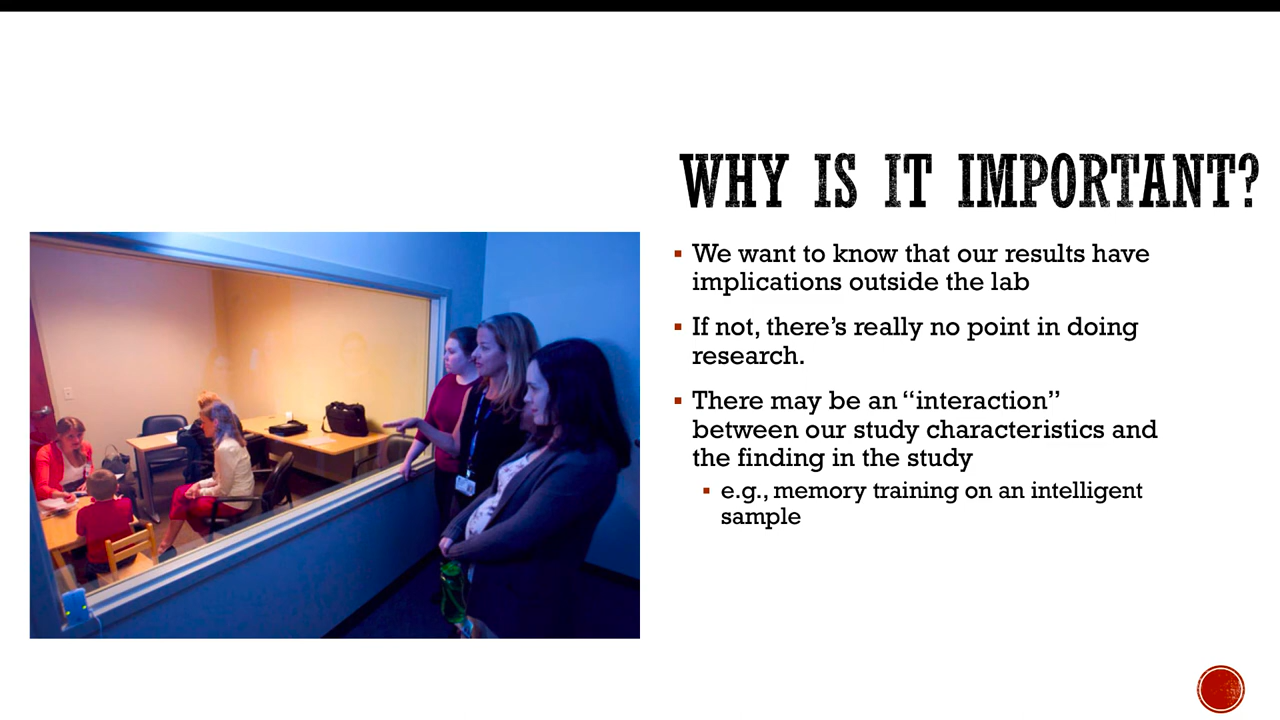 WHY IS IT IMPORTANT?
▪ We want to know that our results have
implications outside the lab
▪ If not, there’s really no point in doing
research.
▪ There may be an “interaction”
between our study characteristics and
the finding in the study
▪ e.g., memory training on an intelligent
sample